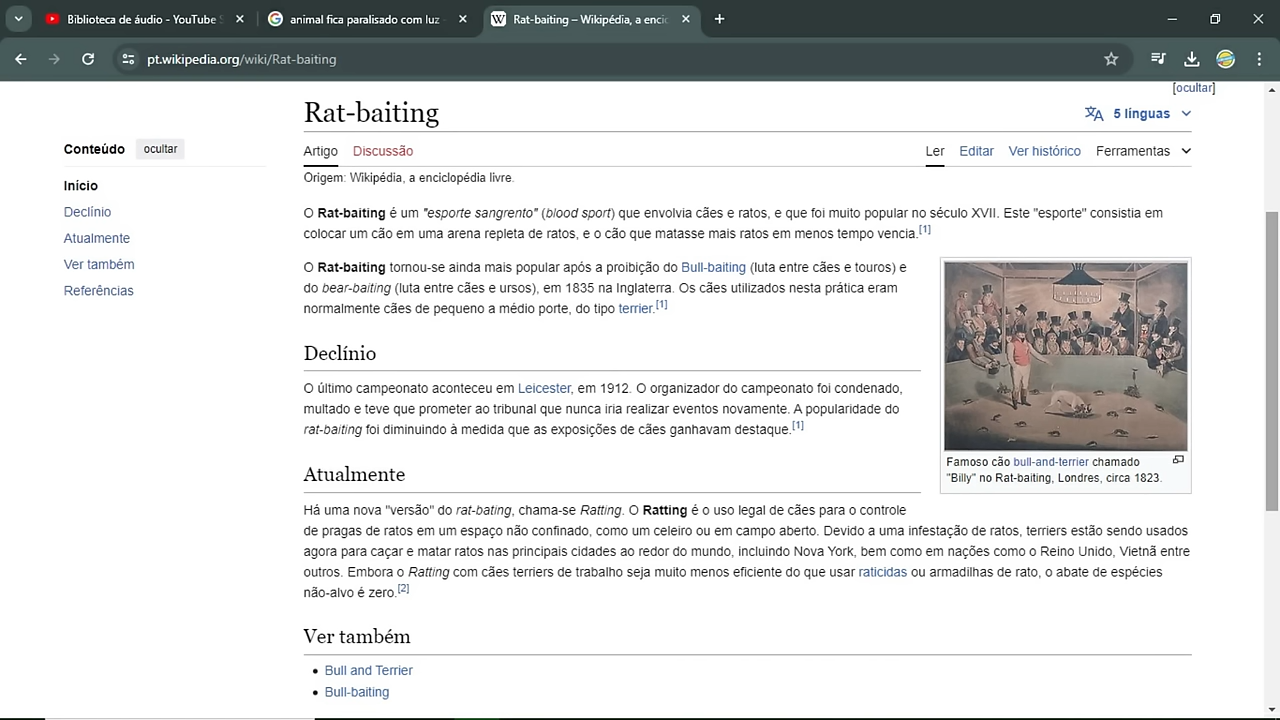 Biblioteca de áudio - YouTube S
animal fica paralisado com luz -
Rat-baiting – Wikipédia, a encic
pt.wikipedia.org/wiki/Rat-baiting
[ocultar]
Rat-baiting
5 línguas
Conteúdo ocultar
Artigo Discussão Ler Editar Ver histórico Ferramentas
Origem: Wikipédia, a enciclopédia livre.
Início
Declínio
Atualmente
Ver também
Referências
O Rat-baiting é um "esporte sangrento" (blood sport) que envolvia cães e ratos, e que foi muito popular no século XVII. Este "esporte" consistia em
colocar um cão em uma arena repleta de ratos, e o cão que matasse mais ratos em menos tempo vencia.[1]
O Rat-baiting tornou-se ainda mais popular após a proibição do Bull-baiting (luta entre cães e touros) e
do bear-baiting (luta entre cães e ursos), em 1835 na Inglaterra. Os cães utilizados nesta prática eram
normalmente cães de pequeno a médio porte, do tipo terrier.[1]
Declínio
O último campeonato aconteceu em Leicester, em 1912. O organizador do campeonato foi condenado,
multado e teve que prometer ao tribunal que nunca iria realizar eventos novamente. A popularidade do
rat-baiting foi diminuindo à medida que as exposições de cães ganhavam destaque.[1]
Famoso cão bull-and-terrier chamado
"Billy" no Rat-baiting, Londres, circa 1823.
Atualmente
Há uma nova "versão" do rat-bating, chama-se Ratting. O Ratting é o uso legal de cães para o controle
de pragas de ratos em um espaço não confinado, como um celeiro ou em campo aberto. Devido a uma infestação de ratos, terriers estão sendo usados
agora para caçar e matar ratos nas principais cidades ao redor do mundo, incluindo Nova York, bem como em nações como o Reino Unido, Vietnã entre
outros. Embora o Ratting com cães terriers de trabalho seja muito menos eficiente do que usar raticidas ou armadilhas de rato, o abate de espécies
não-alvo é zero.[2]
Ver também
Bull and Terrier
Bull-baiting